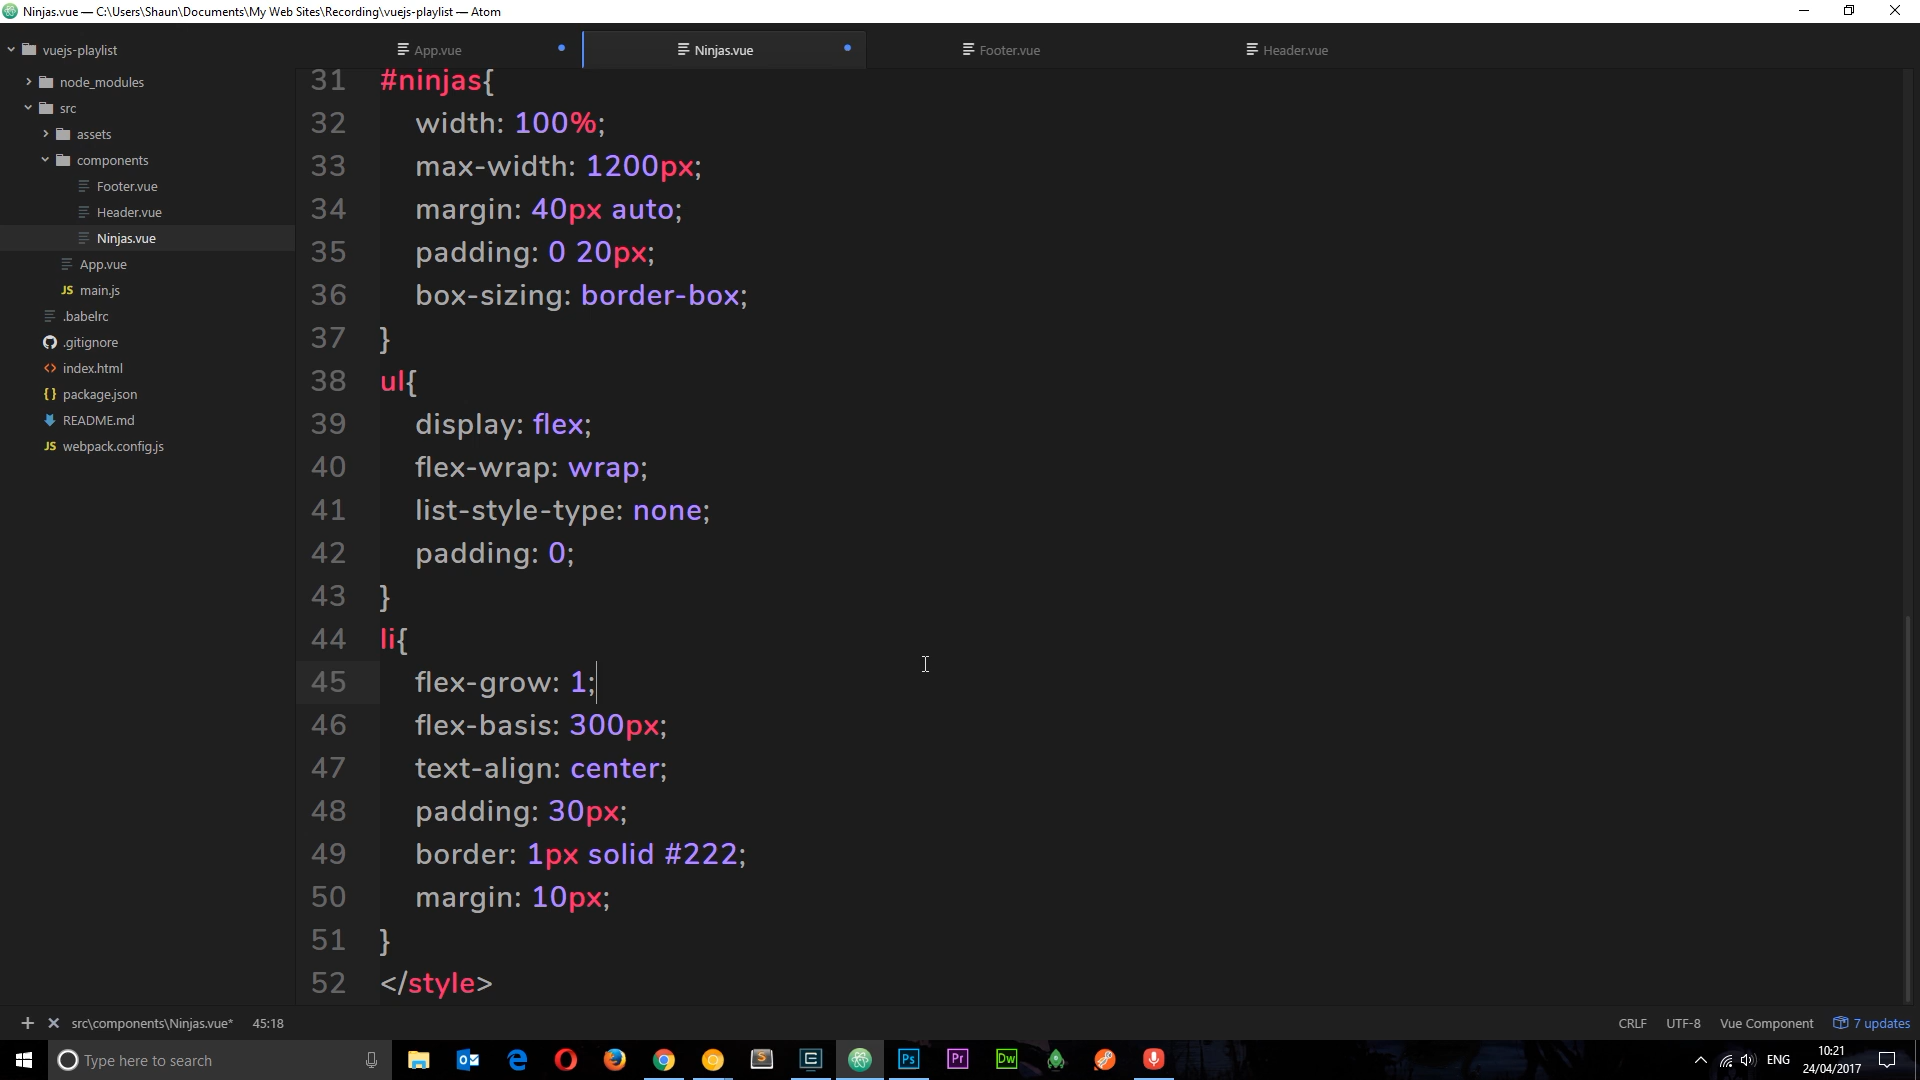 Ninjas.vue — C:\Users\Shaun\Documents\My Web Sites\Recording\vuejs-playlist — Atom
vuejs-playlist
App.vue
Ninjas.vue
Footer.vue
Header.vue
node_modules
src
assets
components
Footer.vue
Header.vue
Ninjas.vue
App.vue
JS main.js
.babelrc
.gitignore
<> index.html
{} package.json
README.md
JS webpack.config.js
31 #ninjas{
32 width: 100%;
33 max-width: 1200px;
34 margin: 40px auto;
35 padding: 0 20px;
36 box-sizing: border-box;
37 }
38 ul{
39 display: flex;
40 flex-wrap: wrap;
41 list-style-type: none;
42 padding: 0;
43 }
44 li{
45 flex-grow: 1;
46 flex-basis: 300px;
47 text-align: center;
48 padding: 30px;
49 border: 1px solid #222;
50 margin: 10px;
51 }
52 </style>
src\components\Ninjas.vue* 45:18
CRLF UTF-8 Vue Component 7 updates
Type here to search
Ps Pr Dw
ENG
10:21
24/04/2017